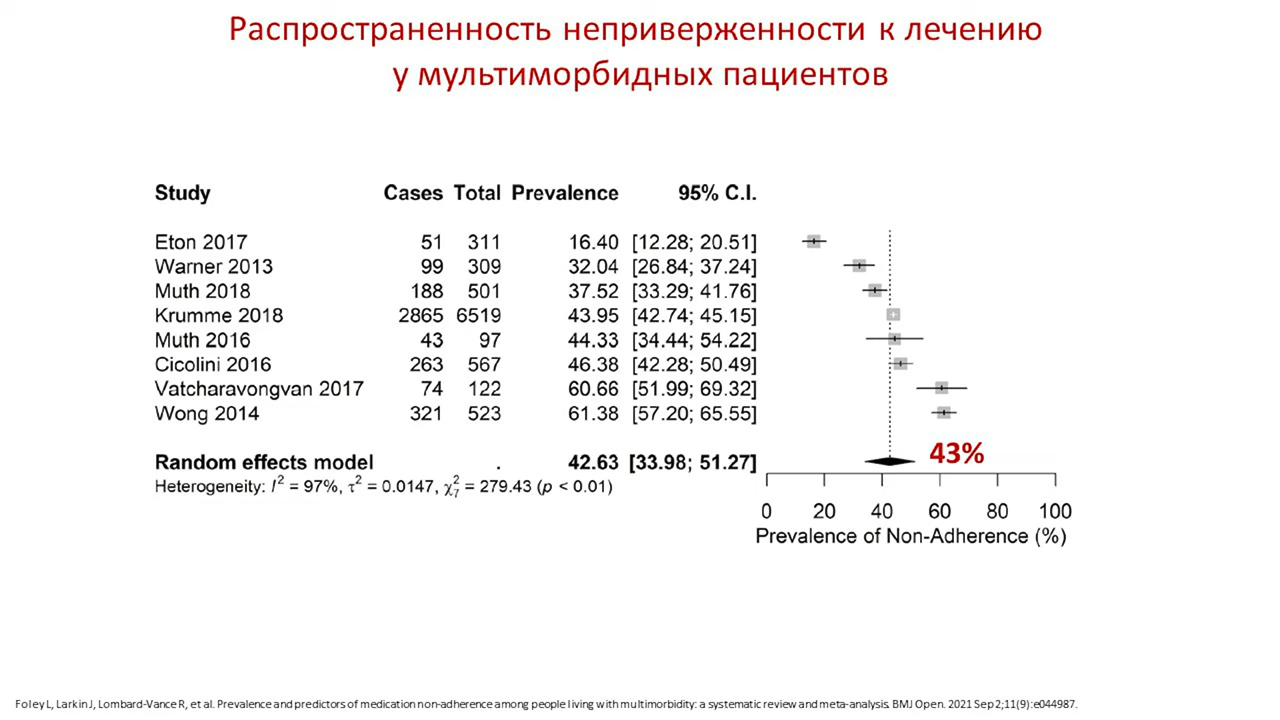 Распространенность неприверженности к лечению
у мультиморбидных пациентов
Study Cases Total Prevalence 95% C.I.
Eton 2017 51 311 16.40 [12.28; 20.51]
Warner 2013 99 309 32.04 [26.84; 37.24]
Muth 2018 188 501 37.52 [33.29; 41.76]
Krumme 2018 2865 6519 43.95 [42.74; 45.15]
Muth 2016 43 97 44.33 [34.44; 54.22]
Cicolini 2016 263 567 46.38 [42.28; 50.49]
Vatcharavongvan 2017 74 122 60.66 [51.99; 69.32]
Wong 2014 321 523 61.38 [57.20; 65.55]
43%
Random effects model . 42.63 [33.98; 51.27]
Heterogeneity: I² = 97%, τ² = 0.0147, χ²₇ = 279.43 (p < 0.01)
0 20 40 60 80 100
Prevalence of Non-Adherence (%)
Foley L, Larkin J, Lombard-Vance R, et al. Prevalence and predictors of medication non-adherence among people living with multimorbidity: a systematic review and meta-analysis. BMJ Open. 2021 Sep 2;11(9):e044987.